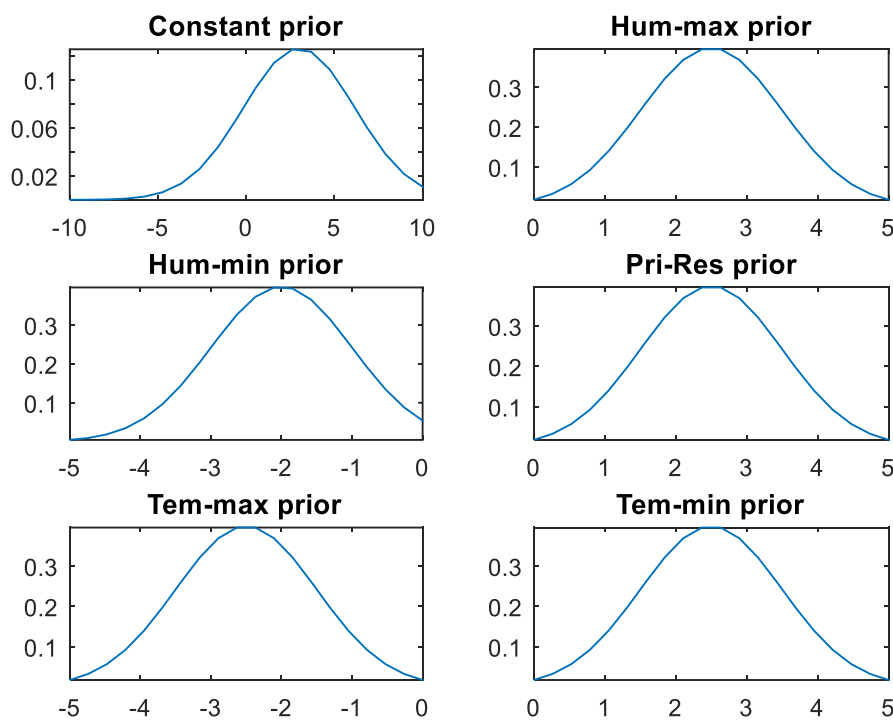 Constant prior
0.1
0.06
0.02
-10 -5 0 5 10
Hum-max prior
0.3
0.2
0.1
0 1 2 3 4 5
Hum-min prior
0.3
0.2
0.1
-5 -4 -3 -2 -1 0
Pri-Res prior
0.3
0.2
0.1
0 1 2 3 4 5
Tem-max prior
0.3
0.2
0.1
-5 -4 -3 -2 -1 0
Tem-min prior
0.3
0.2
0.1
0 1 2 3 4 5